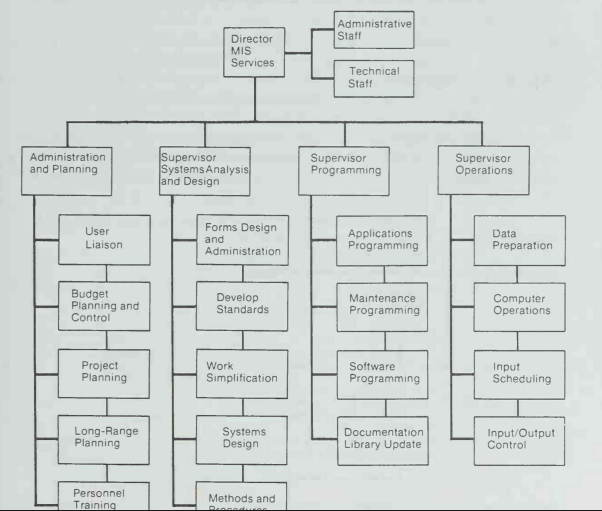 Director
MIS
Services
Administrative
Staff
Technical
Staff
Administration
and Planning
Supervisor
Systems Analysis
and Design
Supervisor
Programming
Supervisor
Operations
User
Liaison
Budget
Planning and
Control
Project
Planning
Long-Range
Planning
Personnel
Training
Forms Design
and
Administration
Develop
Standards
Work
Simplification
Systems
Design
Methods and
Procedures
Applications
Programming
Maintenance
Programming
Software
Programming
Documentation
Library Update
Data
Preparation
Computer
Operations
Input
Scheduling
Input/Output
Control